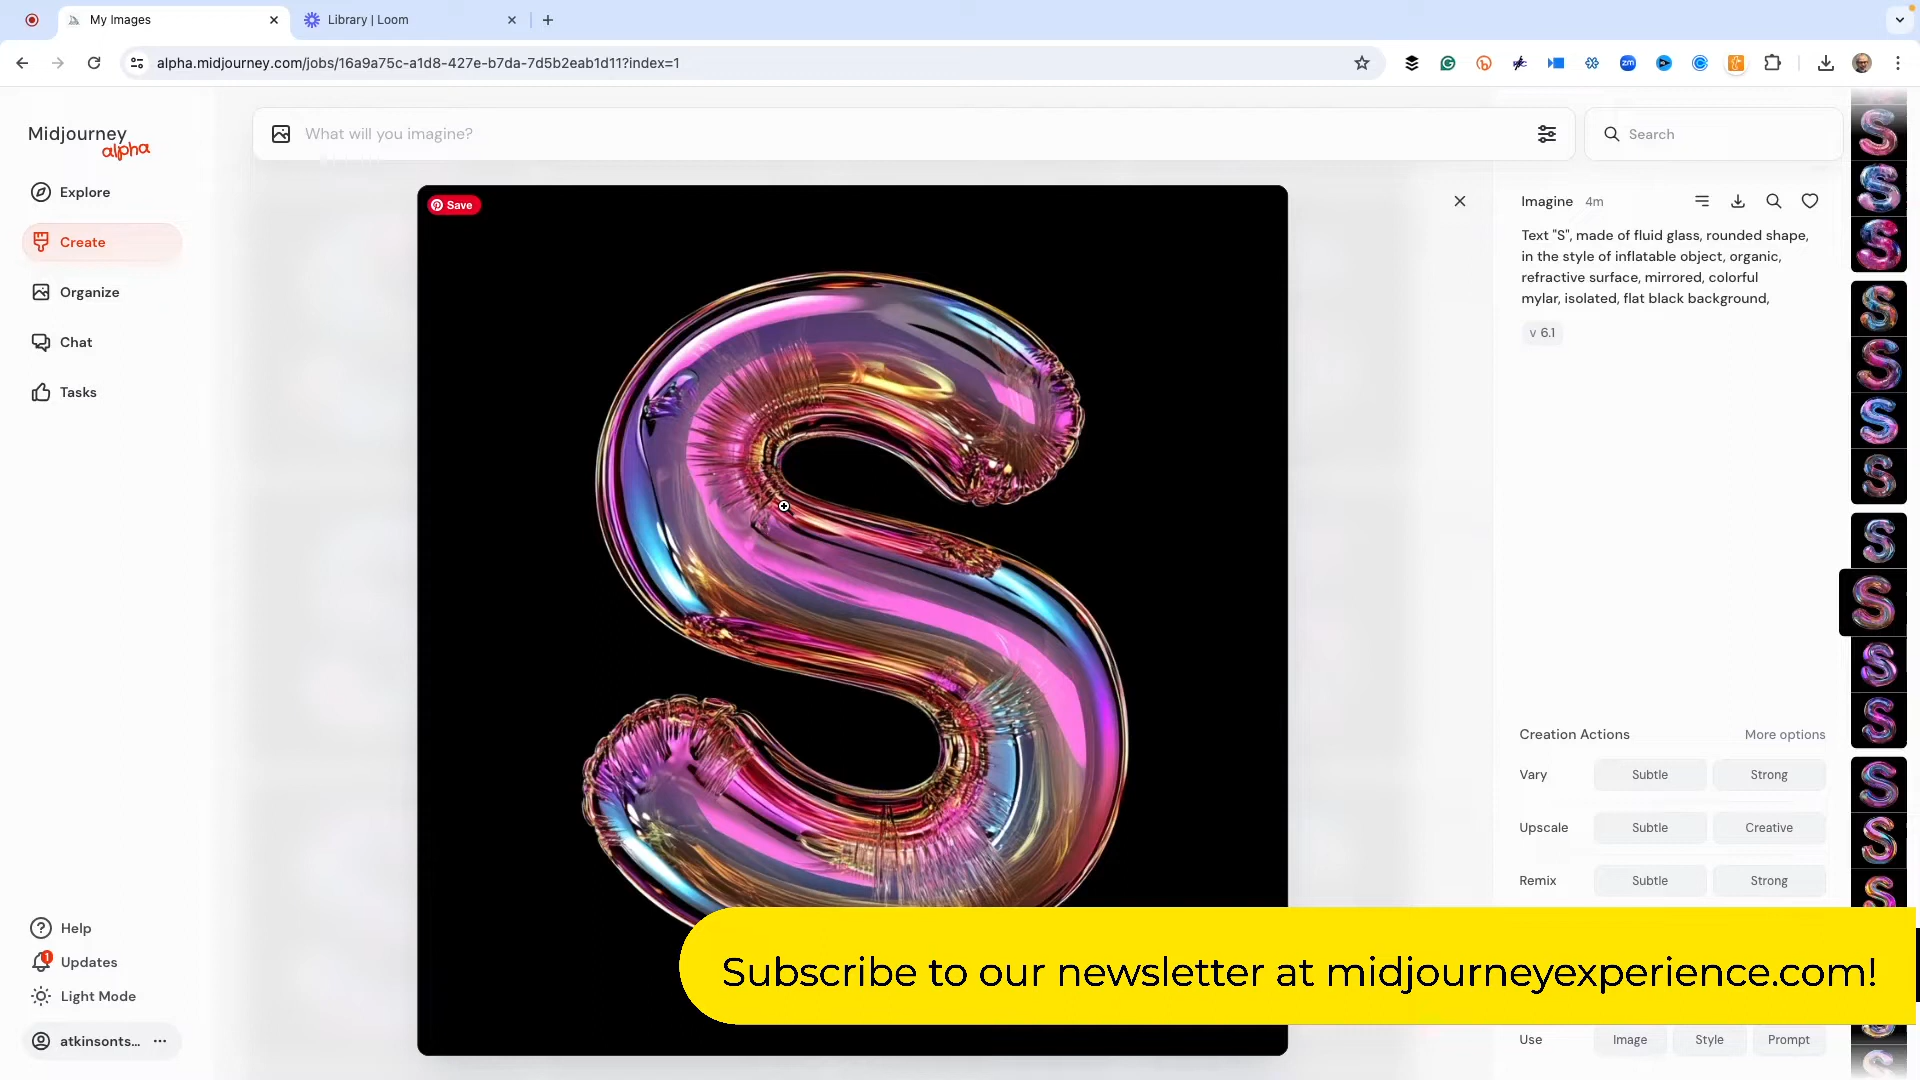 My Images
Library | Loom
alpha.midjourney.com/jobs/16a9a75c-a1d8-427e-b7da-7d5b2eab1d11?index=1
zm
Midjourney
alpha
What will you imagine?
Search
Explore
Create
Organize
Chat
Tasks
Save
Imagine 4m
Text "S", made of fluid glass, rounded shape,
in the style of inflatable object, organic,
refractive surface, mirrored, colorful
mylar, isolated, flat black background,
v 6.1
S
Creation Actions More options
Vary Subtle Strong
Upscale Subtle Creative
Remix Subtle Strong
Subscribe to our newsletter at midjourneyexperience.com!
Use Image Style Prompt
Help
1
Updates
Light Mode
atkinsonts...